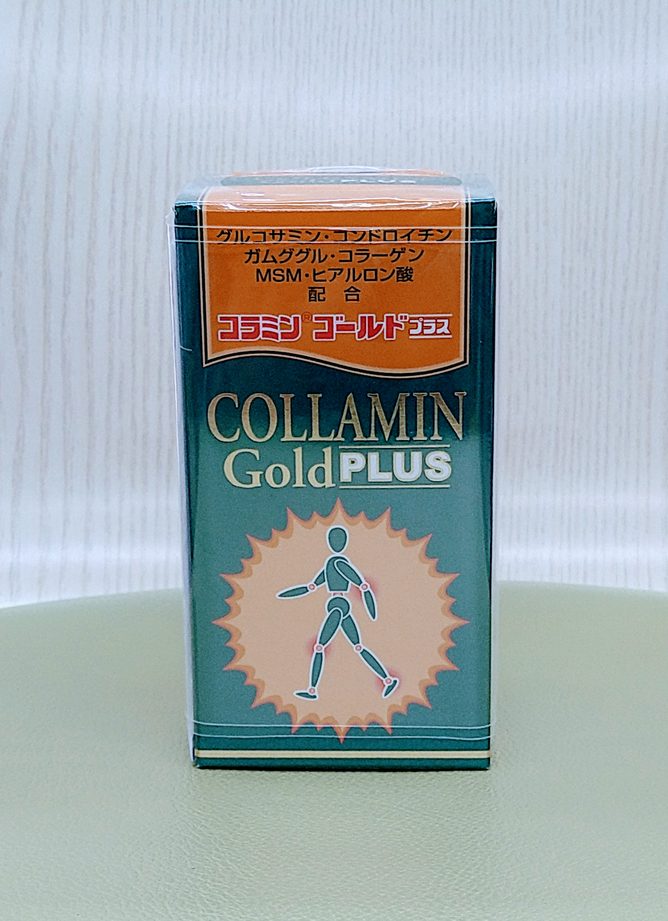 PLUS
グルコサミン・コンドロイチン
ガムググル・コラーゲン
MSM・ヒアルロン酸
配 合
コラミン® ゴールドプラス
COLLAMIN
Gold PLUS